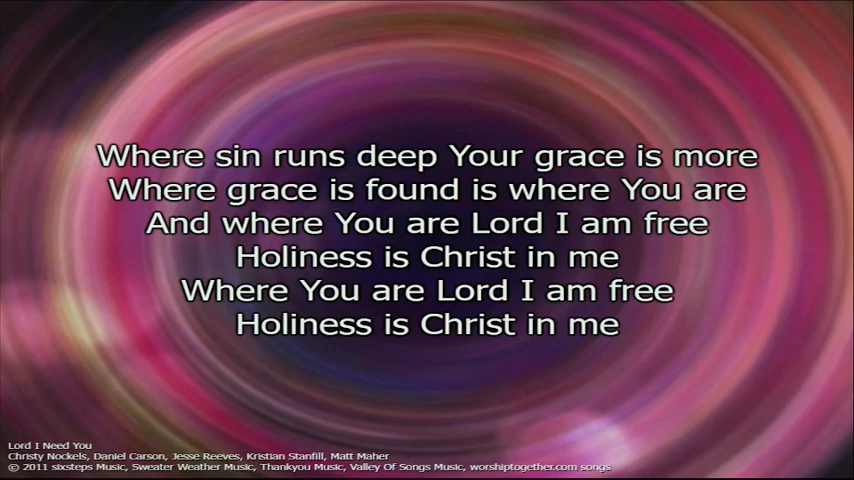 Where sin runs deep Your grace is more
Where grace is found is where You are
And where You are Lord I am free
Holiness is Christ in me
Where You are Lord I am free
Holiness is Christ in me
Lord I Need You
Christy Nockels, Daniel Carson, Jesse Reeves, Kristian Stanfill, Matt Maher
© 2011 sixsteps Music, Sweater Weather Music, Thankyou Music, Valley Of Songs Music, worshiptogether.com songs